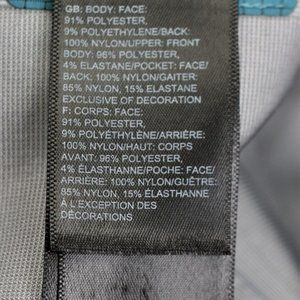 GB: BODY: FACE:
91% POLYESTER,
9% POLYETHYLENE/BACK:
100% NYLON/UPPER: FRONT
BODY: 96% POLYESTER,
4% ELASTANE/POCKET: FACE/
BACK: 100% NYLON/GAITER:
85% NYLON, 15% ELASTANE
EXCLUSIVE OF DECORATION
F: CORPS: FACE:
91% POLYESTER,
9% POLYÉTHYLÈNE/ARRIÈRE:
100% NYLON/HAUT: CORPS
AVANT: 96% POLYESTER,
4% ÉLASTHANNE/POCHE: FACE/
ARRIÈRE: 100% NYLON/GUÊTRE:
85% NYLON, 15% ÉLASTHANNE
À L'EXCEPTION DES
DÉCORATIONS